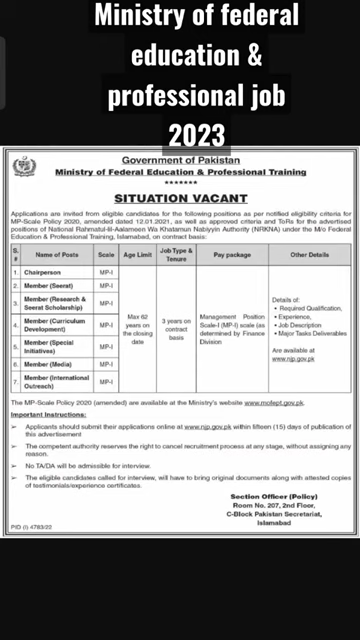 Ministry of federal
education &
professional job
2023
Government of Pakistan
Ministry of Federal Education & Professional Training
*******
SITUATION VACANT
Applications are invited from eligible candidates for the following positions as per notified eligibility criteria for
MP-Scale Policy 2020, amended dated 12.01.2021, as well as approved criteria and ToRs for the advertised
positions of National Rahmatul-lil-Aalameen Wa Khatamun Nabiyyin Authority (NRKNA) under the M/o Federal
Education & Professional Training, Islamabad, on contract basis:
S. # Name of Posts Scale Age Limit Job Type & Tenure Pay package Other Details
1. Chairperson MP-I
2. Member (Seerat) MP-I
3. Member (Research & Seerat Scholarship) MP-I
4. Member (Curriculum Development) MP-I
5. Member (Special Initiatives) MP-I
6. Member (Media) MP-I
7. Member (International Outreach) MP-I
Max 62 years on the closing date
3 years on contract basis
Management Position Scale-I (MP-I) scale (as determined by Finance Division
Details of:
• Required Qualification,
• Experience,
• Job Description
• Major Tasks Deliverables
Are available at
www.njp.gov.pk
The MP-Scale Policy 2020 (amended) are available at the Ministry's website www.mofept.gov.pk.
Important Instructions:
➢ Applicants should submit their applications online at www.njp.gov.pk within fifteen (15) days of publication of
this advertisement
➢ The competent authority reserves the right to cancel recruitment process at any stage, without assigning any
reason.
➢ No TA/DA will be admissible for interview.
➢ The eligible candidates called for interview, will have to bring original documents along with attested copies
of testimonials/experience certificates.
Section Officer (Policy)
Room No. 207, 2nd Floor,
C-Block Pakistan Secretariat,
Islamabad
PID (I) 4783/22